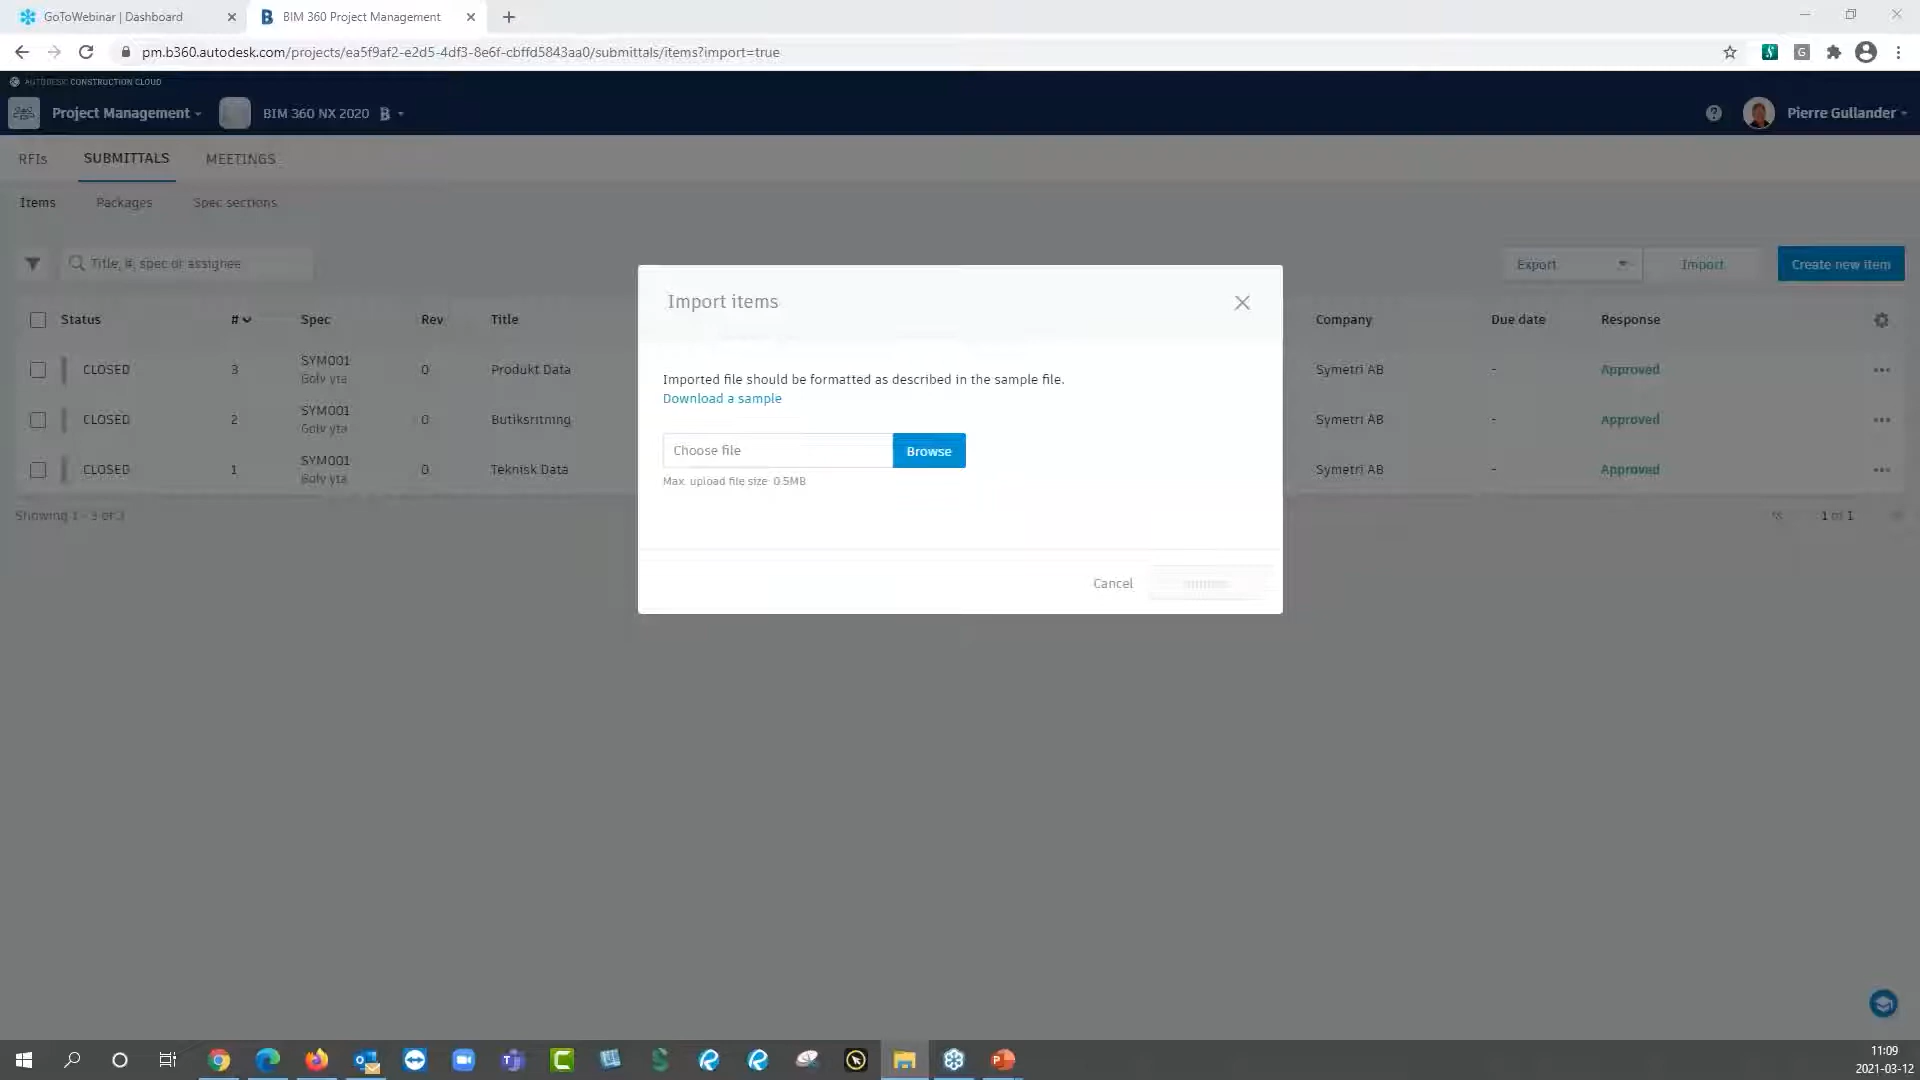 GoToWebinar | Dashboard
BIM 360 Project Management
pm.b360.autodesk.com/projects/ea5f9af2-e2d5-4df3-8e6f-cbffd5843aa0/submittals/items?import=true
AUTODESK CONSTRUCTION CLOUD
Project Management
BIM 360 NX 2020
Pierre Gullander
RFIs
SUBMITTALS
MEETINGS
Items
Packages
Spec sections
Title, #, spec or assignee
Export
Import
Create new item
Status # Spec Rev Title Company Due date Response
CLOSED 3 SYM001 Golv yta 0 Produkt Data Symetri AB - Approved
CLOSED 2 SYM001 Golv yta 0 Butiksritning Symetri AB - Approved
CLOSED 1 SYM001 Golv yta 0 Teknisk Data Symetri AB - Approved
Showing 1 - 3 of 3
1 of 1
Import items
Imported file should be formatted as described in the sample file.
Download a sample
Choose file
Browse
Max. upload file size: 0.5MB
Cancel
11:09
2021-03-12